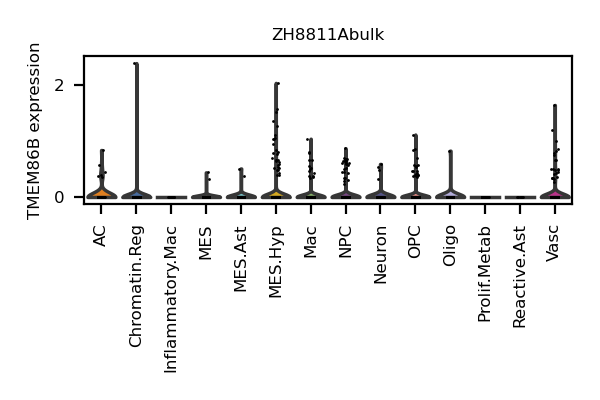 ZH8811Abulk
TMEM86B expression
2
0
AC
Chromatin.Reg
Inflammatory.Mac
MES
MES.Ast
MES.Hyp
Mac
NPC
Neuron
OPC
Oligo
Prolif.Metab
Reactive.Ast
Vasc